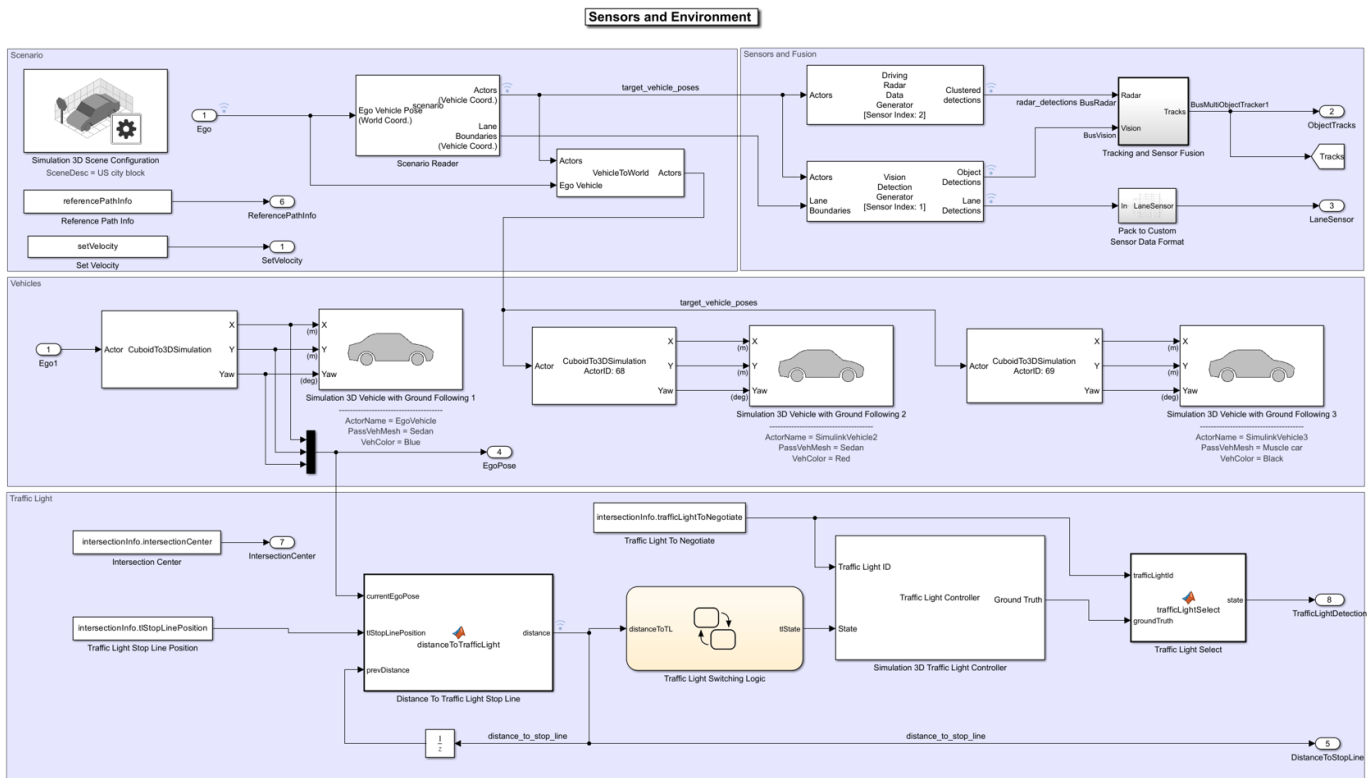 Sensors and Environment
Scenario
Simulation 3D Scene Configuration
SceneDesc = US city block
referencePathInfo
Reference Path Info
6
ReferencePathInfo
setVelocity
Set Velocity
1
SetVelocity
1
Ego
Ego Vehicle Pose
(World Coord.)
scenario
Actors
(Vehicle Coord.)
Lane
Boundaries
(Vehicle Coord.)
Scenario Reader
target_vehicle_poses
Actors
Ego Vehicle
VehicleToWorld
Actors
Sensors and Fusion
Actors
Driving
Radar
Data
Generator
[Sensor Index: 2]
Clustered
detections
radar_detections
BusRadar
BusVision
Actors
Lane
Boundaries
Vision
Detection
Generator
[Sensor Index: 1]
Object
Detections
Lane
Detections
Radar
Vision
Tracks
Tracking and Sensor Fusion
BusMultiObjectTracker1
2
ObjectTracks
Tracks
In
LaneSensor
Pack to Custom
Sensor Data Format
3
LaneSensor
Vehicles
1
Ego1
Actor
CuboidTo3DSimulation
X
Y
Yaw
X
(m)
Y
(m)
Yaw
(deg)
Simulation 3D Vehicle with Ground Following 1
----------------------------------
ActorName = EgoVehicle
PassVehMesh = Sedan
VehColor = Blue
4
EgoPose
target_vehicle_poses
Actor
CuboidTo3DSimulation
ActorID: 68
X
Y
Yaw
X
(m)
Y
(m)
Yaw
(deg)
Simulation 3D Vehicle with Ground Following 2
----------------------------------
ActorName = SimulinkVehicle2
PassVehMesh = Sedan
VehColor = Red
Actor
CuboidTo3DSimulation
ActorID: 69
X
Y
Yaw
X
(m)
Y
(m)
Yaw
(deg)
Simulation 3D Vehicle with Ground Following 3
----------------------------------
ActorName = SimulinkVehicle3
PassVehMesh = Muscle car
VehColor = Black
Traffic Light
intersectionInfo.intersectionCenter
Intersection Center
7
IntersectionCenter
intersectionInfo.tlStopLinePosition
Traffic Light Stop Line Position
currentEgoPose
tlStopLinePosition
prevDistance
distanceToTrafficLight
distance
Distance To Traffic Light Stop Line
1
z
distance_to_stop_line
intersectionInfo.trafficLightToNegotiate
Traffic Light To Negotiate
distanceToTL
tlState
Traffic Light Switching Logic
Traffic Light ID
State
Traffic Light Controller
Ground Truth
Simulation 3D Traffic Light Controller
trafficLightId
groundTruth
trafficLightSelect
state
Traffic Light Select
8
TrafficLightDetection
distance_to_stop_line
5
DistanceToStopLine